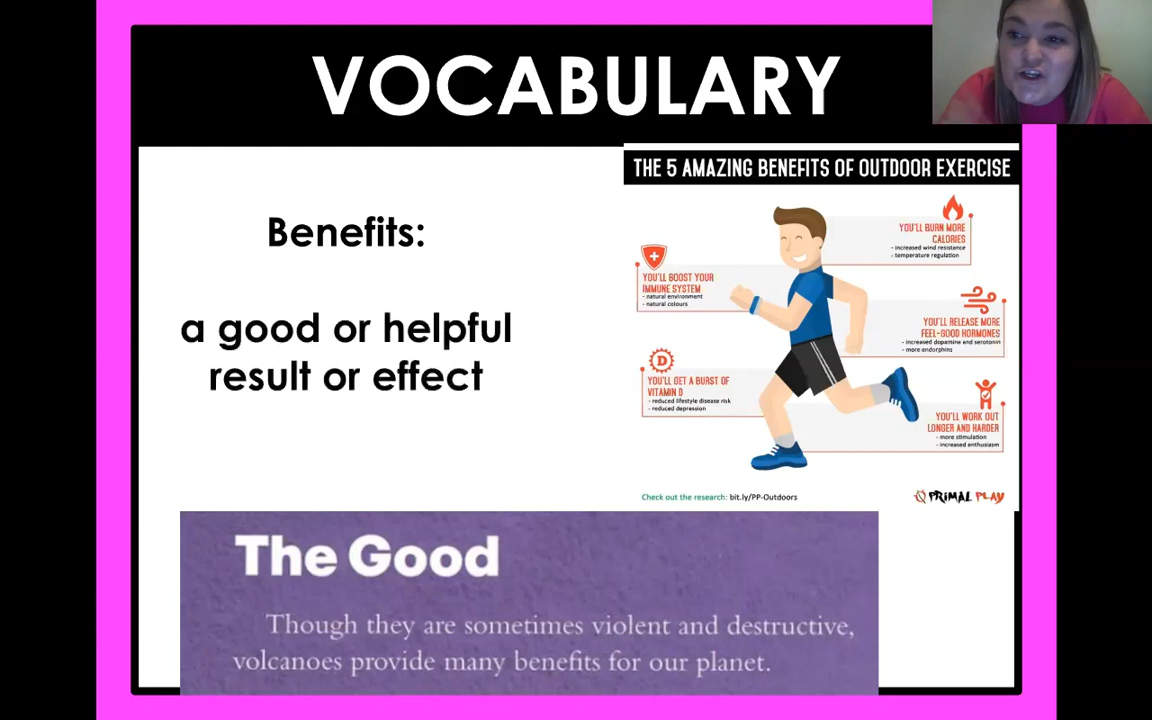 VOCABULARY
Benefits:
a good or helpful
result or effect
THE 5 AMAZING BENEFITS OF OUTDOOR EXERCISE
YOU'LL BURN MORE
CALORIES
- increased wind resistance
- temperature regulation
YOU'LL BOOST YOUR
IMMUNE SYSTEM
- natural environment
- natural colours
YOU'LL RELEASE MORE
FEEL-GOOD HORMONES
- increased dopamine and serotonin
- more endorphins
D
YOU'LL GET A BURST OF
VITAMIN D
- reduced lifestyle disease risk
- reduced depression
YOU'LL WORK OUT
LONGER AND HARDER
- more stimulation
- increased enthusiasm
Check out the research: bit.ly/PP-Outdoors
PRIMAL PLAY
The Good
Though they are sometimes violent and destructive,
volcanoes provide many benefits for our planet.